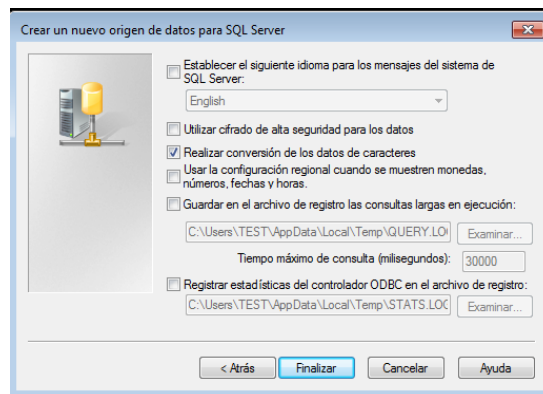 Crear un nuevo origen de datos para SQL Server
Establecer el siguiente idioma para los mensajes del sistema de
SQL Server:
English
Utilizar cifrado de alta seguridad para los datos
Realizar conversión de los datos de caracteres
Usar la configuración regional cuando se muestren monedas,
números, fechas y horas.
Guardar en el archivo de registro las consultas largas en ejecución:
C:\Users\TEST\AppData\Local\Temp\QUERY.LO
Examinar...
Tiempo máximo de consulta (milisegundos):
30000
Registrar estadísticas del controlador ODBC en el archivo de registro:
C:\Users\TEST\AppData\Local\Temp\STATS.LOG
Examinar...
< Atrás
Finalizar
Cancelar
Ayuda